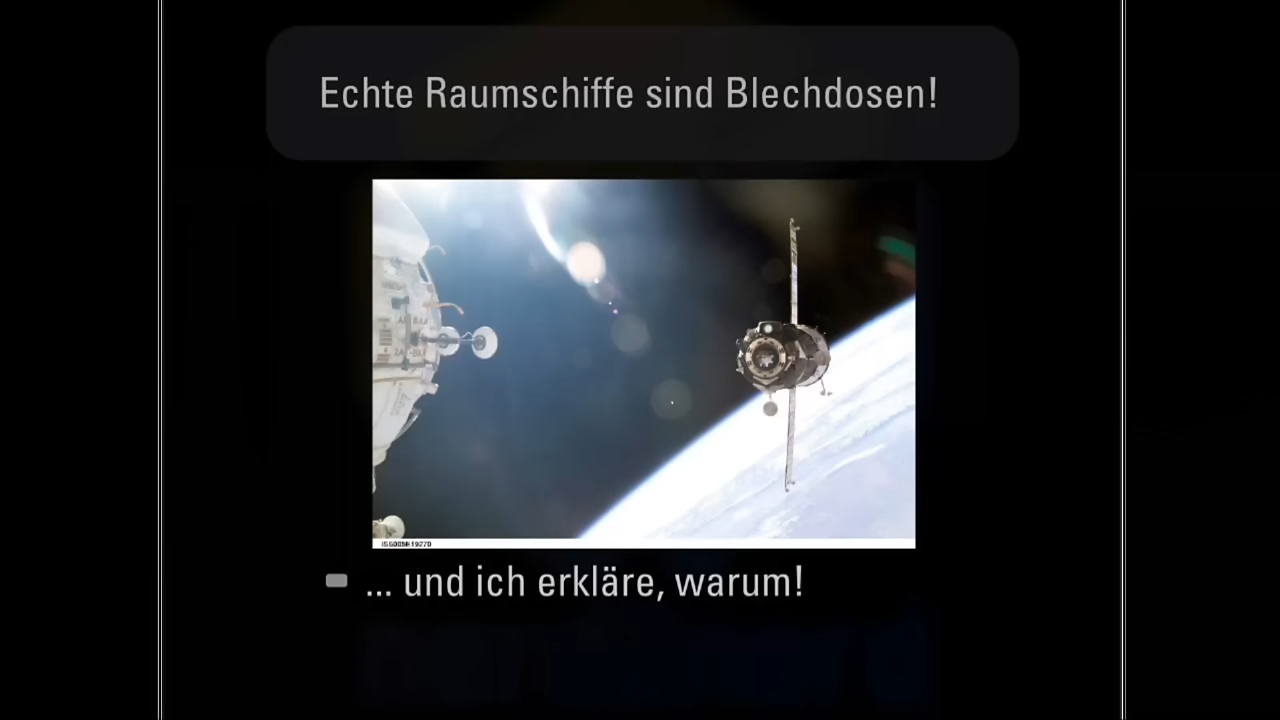 Echte Raumschiffe sind Blechdosen!
... und ich erkläre, warum!